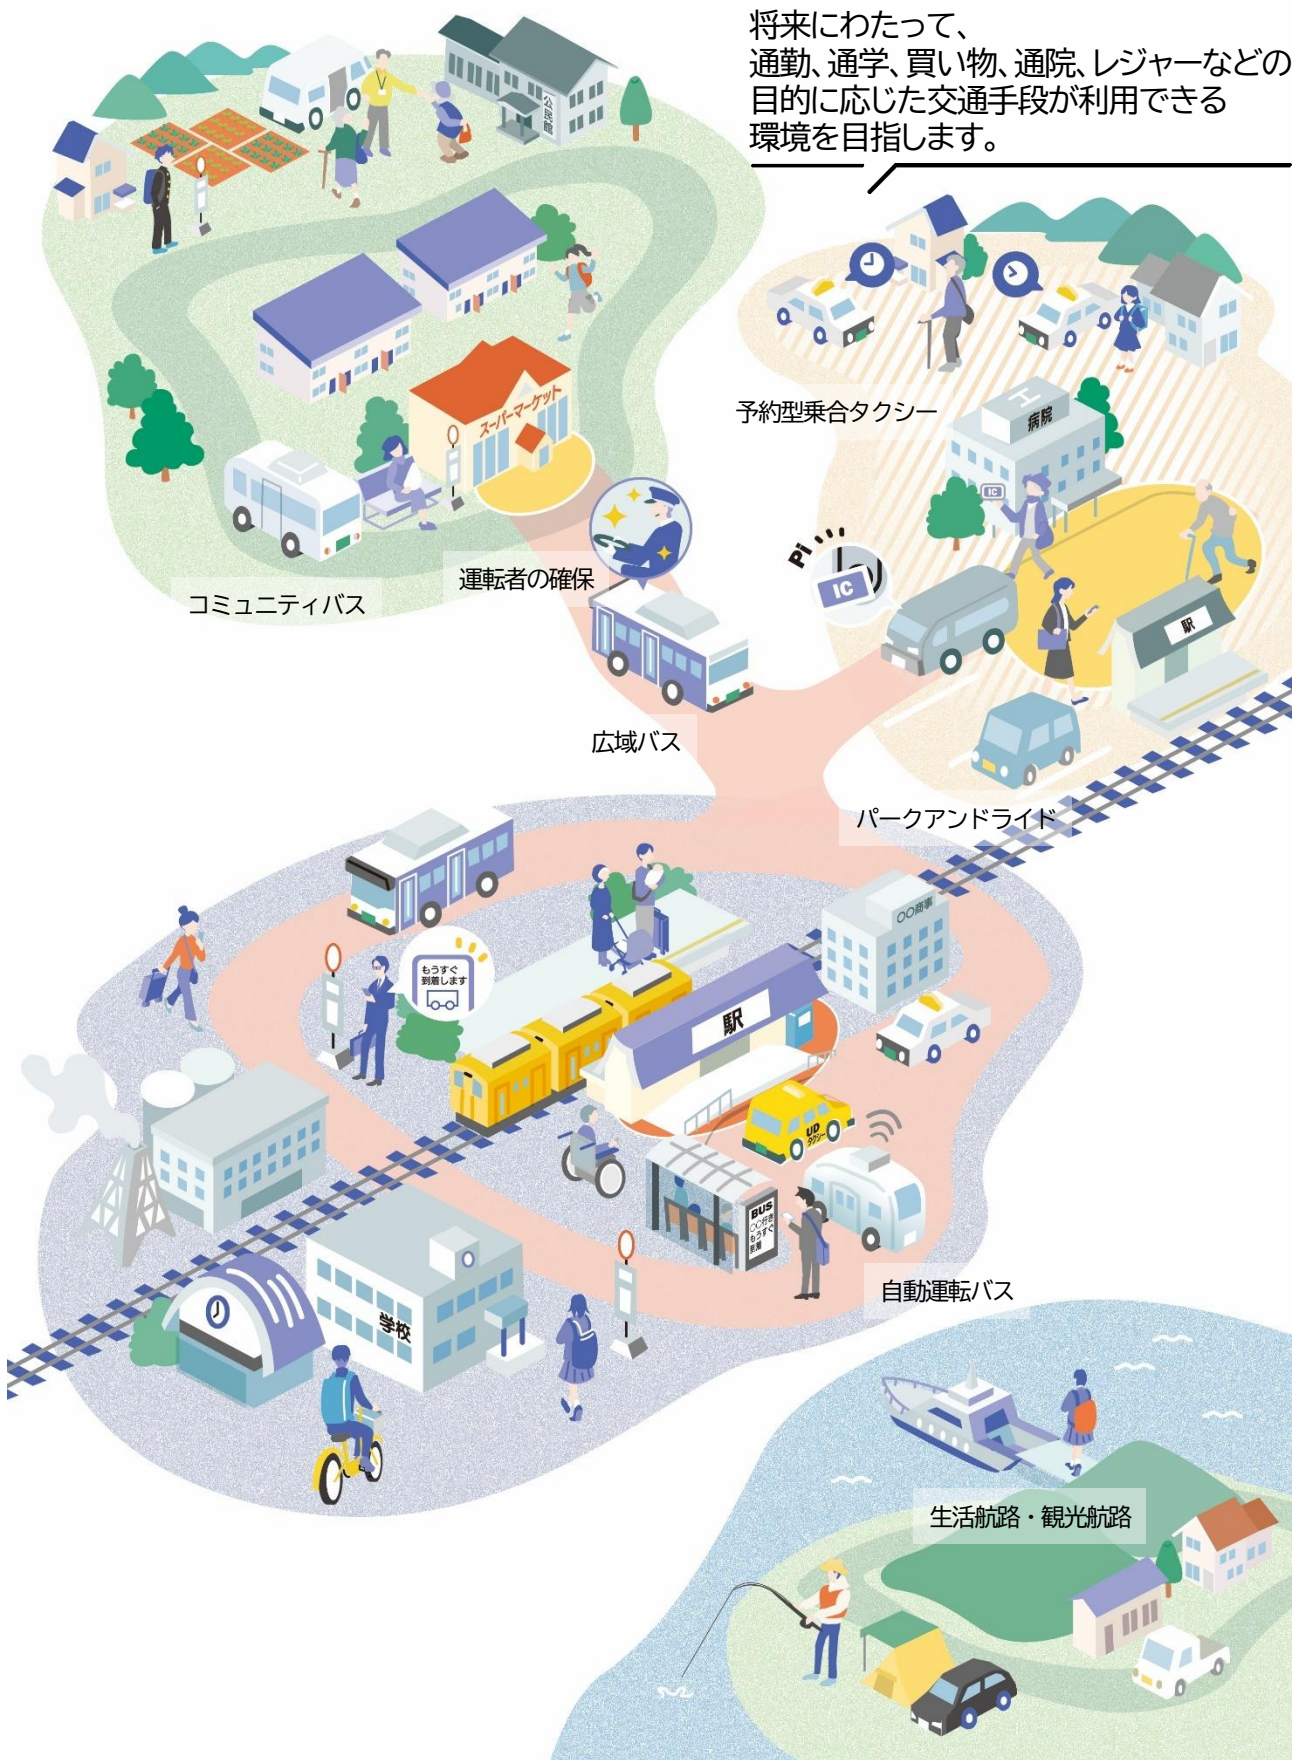 将来にわたって、
通勤、通学、買い物、通院、レジャーなどの
目的に応じた交通手段が利用できる
環境を目指します。
公民館
スーパーマーケット
予約型乗合タクシー
病院
IC
Pi
IC
運転者の確保
コミュニティバス
駅
広域バス
パークアンドライド
〇〇商事
もうすぐ
到着します
駅
UD
タクシー
BUS
〇〇行き
もうすぐ
到着
自動運転バス
学校
生活航路・観光航路